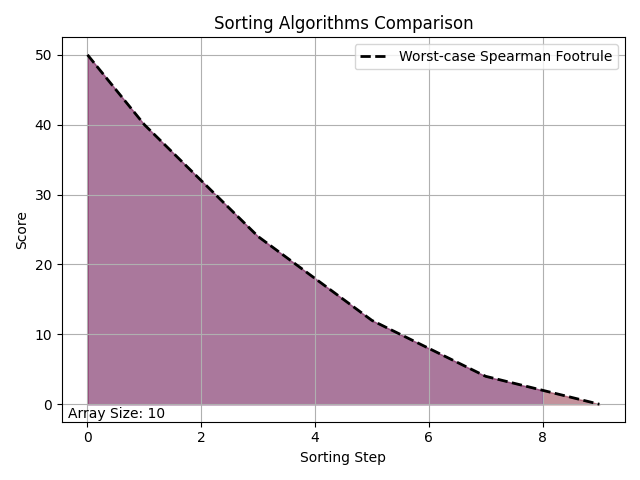 Sorting Algorithms Comparison
Worst-case Spearman Footrule
50
40
30
20
10
0
Score
Array Size: 10
0 2 4 6 8
Sorting Step